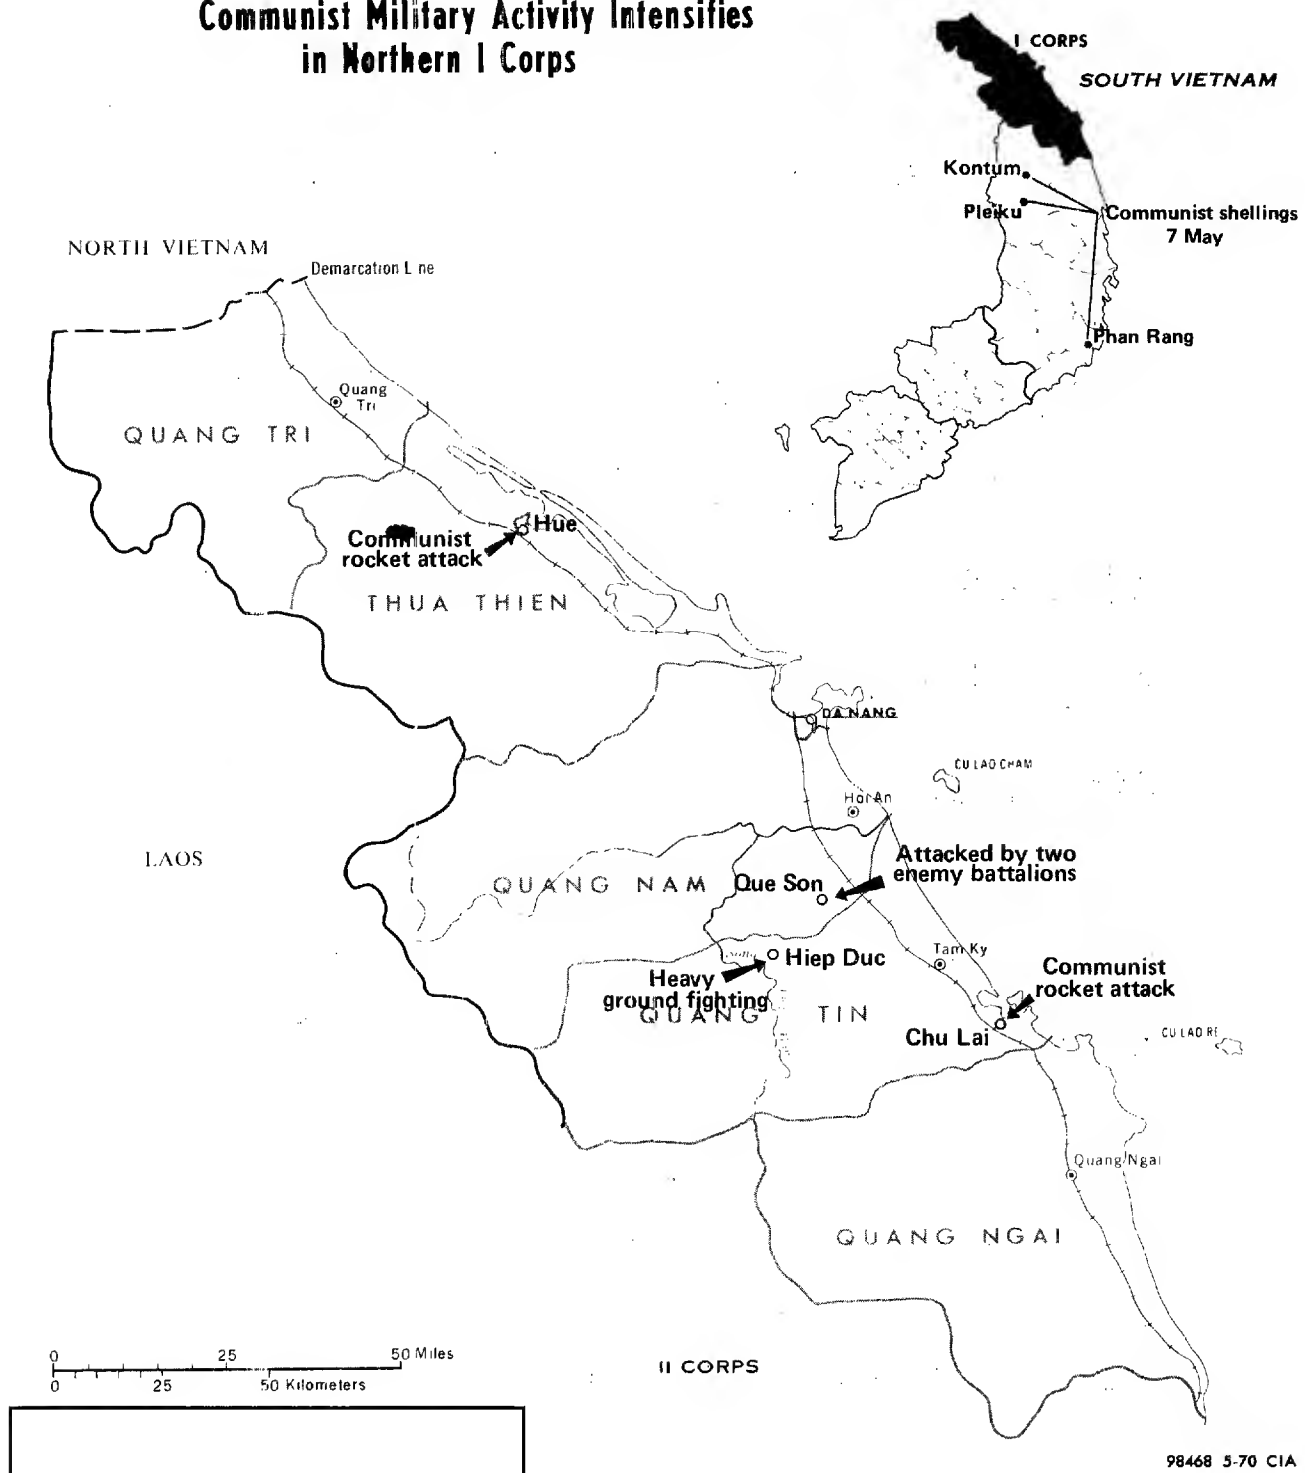 Communist Military Activity Intensifies
in Northern I Corps
I CORPS
SOUTH VIETNAM
Kontum
Pleiku
Communist shellings
7 May
Phan Rang
NORTH VIETNAM
Demarcation L ne
Quang
Tri
QUANG TRI
Hue
Communist
rocket attack
THUA THIEN
DA NANG
CU LAO CHAM
Hoi An
LAOS
Attacked by two
enemy battalions
QUANG NAM
Que Son
Tam Ky
Hiep Duc
Heavy
ground fighting
Communist
rocket attack
QUANG TIN
Chu Lai
CU LAO RE
Quang Ngai
QUANG NGAI
0 25 50 Miles
0 25 50 Kilometers
II CORPS
98468 5-70 CIA